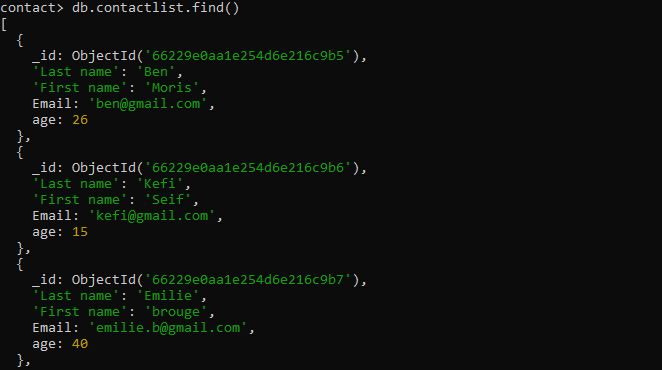 contact> db.contactlist.find()
[
  {
    _id: ObjectId('66229e0aa1e254d6e216c9b5'),
    'Last name': 'Ben',
    'First name': 'Moris',
    Email: 'ben@gmail.com',
    age: 26
  },
  {
    _id: ObjectId('66229e0aa1e254d6e216c9b6'),
    'Last name': 'Kefi',
    'First name': 'Seif',
    Email: 'kefi@gmail.com',
    age: 15
  },
  {
    _id: ObjectId('66229e0aa1e254d6e216c9b7'),
    'Last name': 'Emilie',
    'First name': 'brouge',
    Email: 'emilie.b@gmail.com',
    age: 40
  },